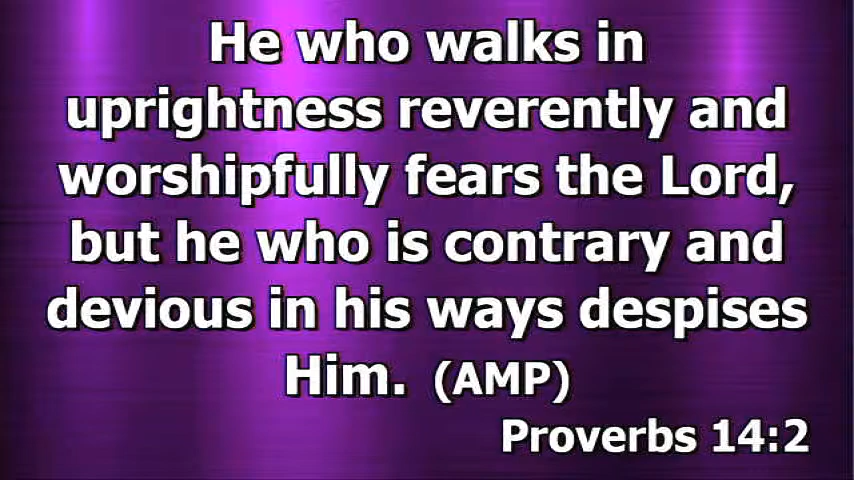 He who walks in
uprightness reverently and
worshipfully fears the Lord,
but he who is contrary and
devious in his ways despises
Him. (AMP)
Proverbs 14:2